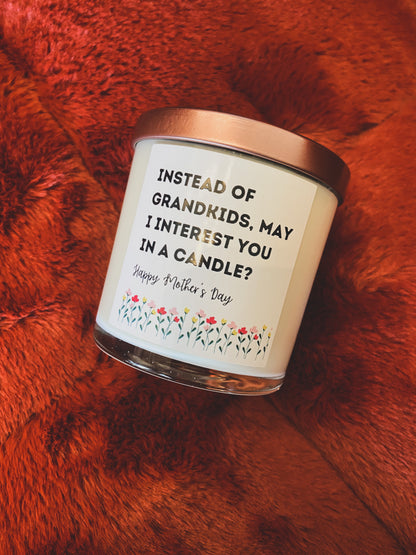 INSTEAD OF
GRANDKIDS, MAY
I INTEREST YOU
IN A CANDLE?
Happy Mother's Day